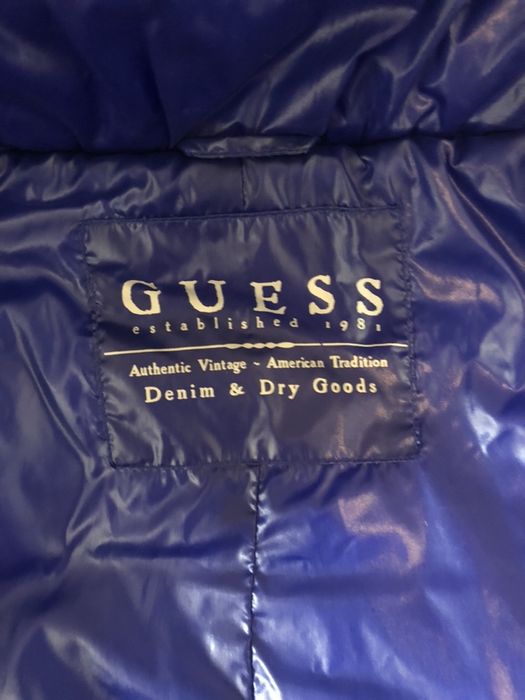 GUESS
established 1981
Authentic Vintage ~ American Tradition
Denim & Dry Goods